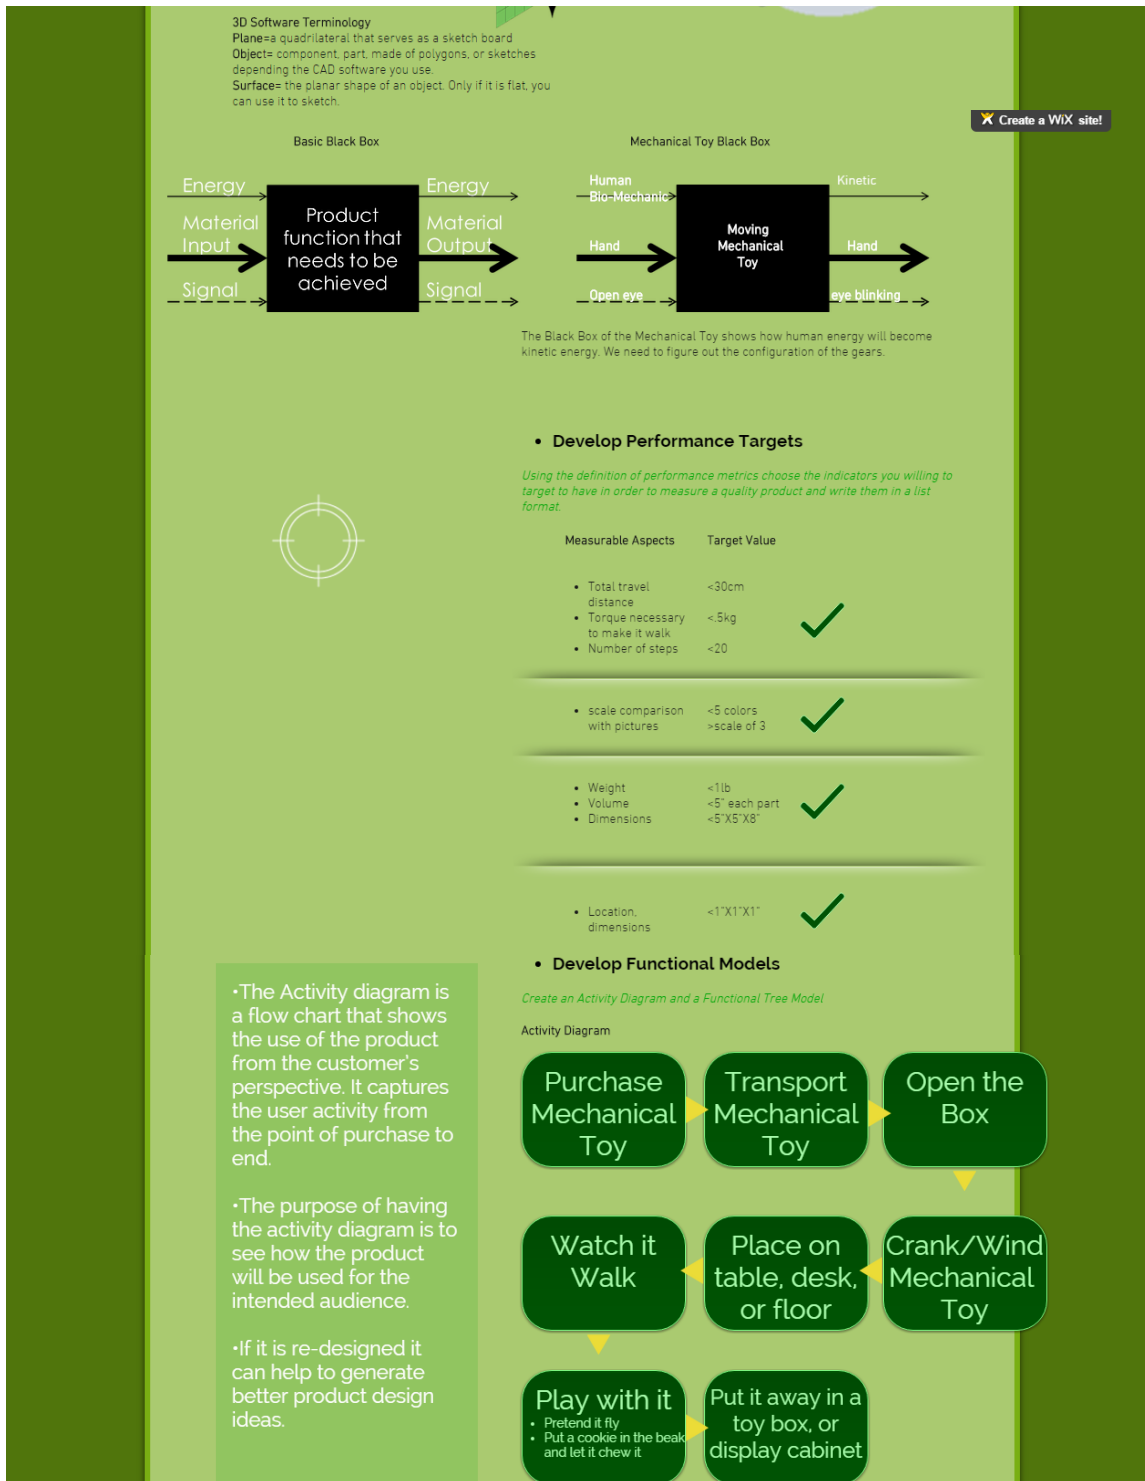 3D Software Terminology
Plane=a quadrilateral that serves as a sketch board
Object= component, part, made of polygons, or sketches
depending the CAD software you use.
Surface= the planar shape of an object. Only if it is flat, you
can use it to sketch.
Create a WiX site!
Basic Black Box
Energy
Material
Input
Signal
Product
function that
needs to be
achieved
Energy
Material
Output
Signal
Mechanical Toy Black Box
Human
Bio-Mechanic
Hand
Open eye
Moving
Mechanical
Toy
Kinetic
Hand
eye blinking
The Black Box of the Mechanical Toy shows how human energy will become
kinetic energy. We need to figure out the configuration of the gears.
• Develop Performance Targets
Using the definition of performance metrics choose the indicators you willing to
target to have in order to measure a quality product and write them in a list
format.
Measurable Aspects Target Value
• Total travel <30cm
distance
• Torque necessary <.5kg
to make it walk
• Number of steps <20
• scale comparison <5 colors
with pictures >scale of 3
• Weight <1lb
• Volume <5" each part
• Dimensions <5"X5"X8"
• Location, <1"X1"X1"
dimensions
• Develop Functional Models
Create an Activity Diagram and a Functional Tree Model
Activity Diagram
•The Activity diagram is
a flow chart that shows
the use of the product
from the customer's
perspective. It captures
the user activity from
the point of purchase to
end.
•The purpose of having
the activity diagram is to
see how the product
will be used for the
intended audience.
•If it is re-designed it
can help to generate
better product design
ideas.
Purchase
Mechanical
Toy
Transport
Mechanical
Toy
Open the
Box
Crank/Wind
Mechanical
Toy
Place on
table, desk,
or floor
Watch it
Walk
Play with it
• Pretend it fly
• Put a cookie in the beak
and let it chew it
Put it away in a
toy box, or
display cabinet